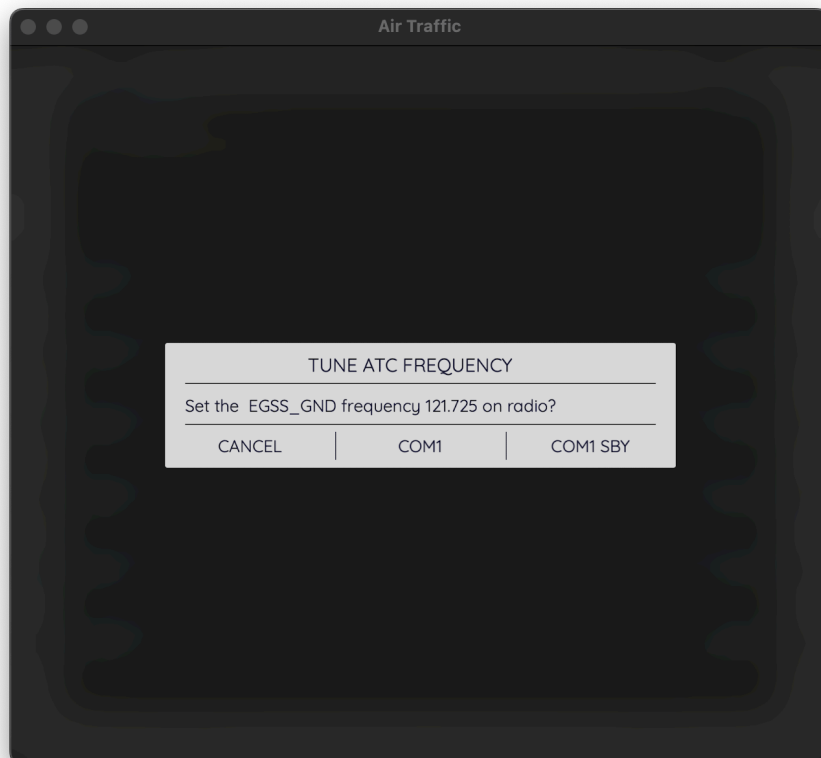 Air Traffic
TUNE ATC FREQUENCY
Set the  EGSS_GND frequency 121.725 on radio?
CANCEL COM1 COM1 SBY